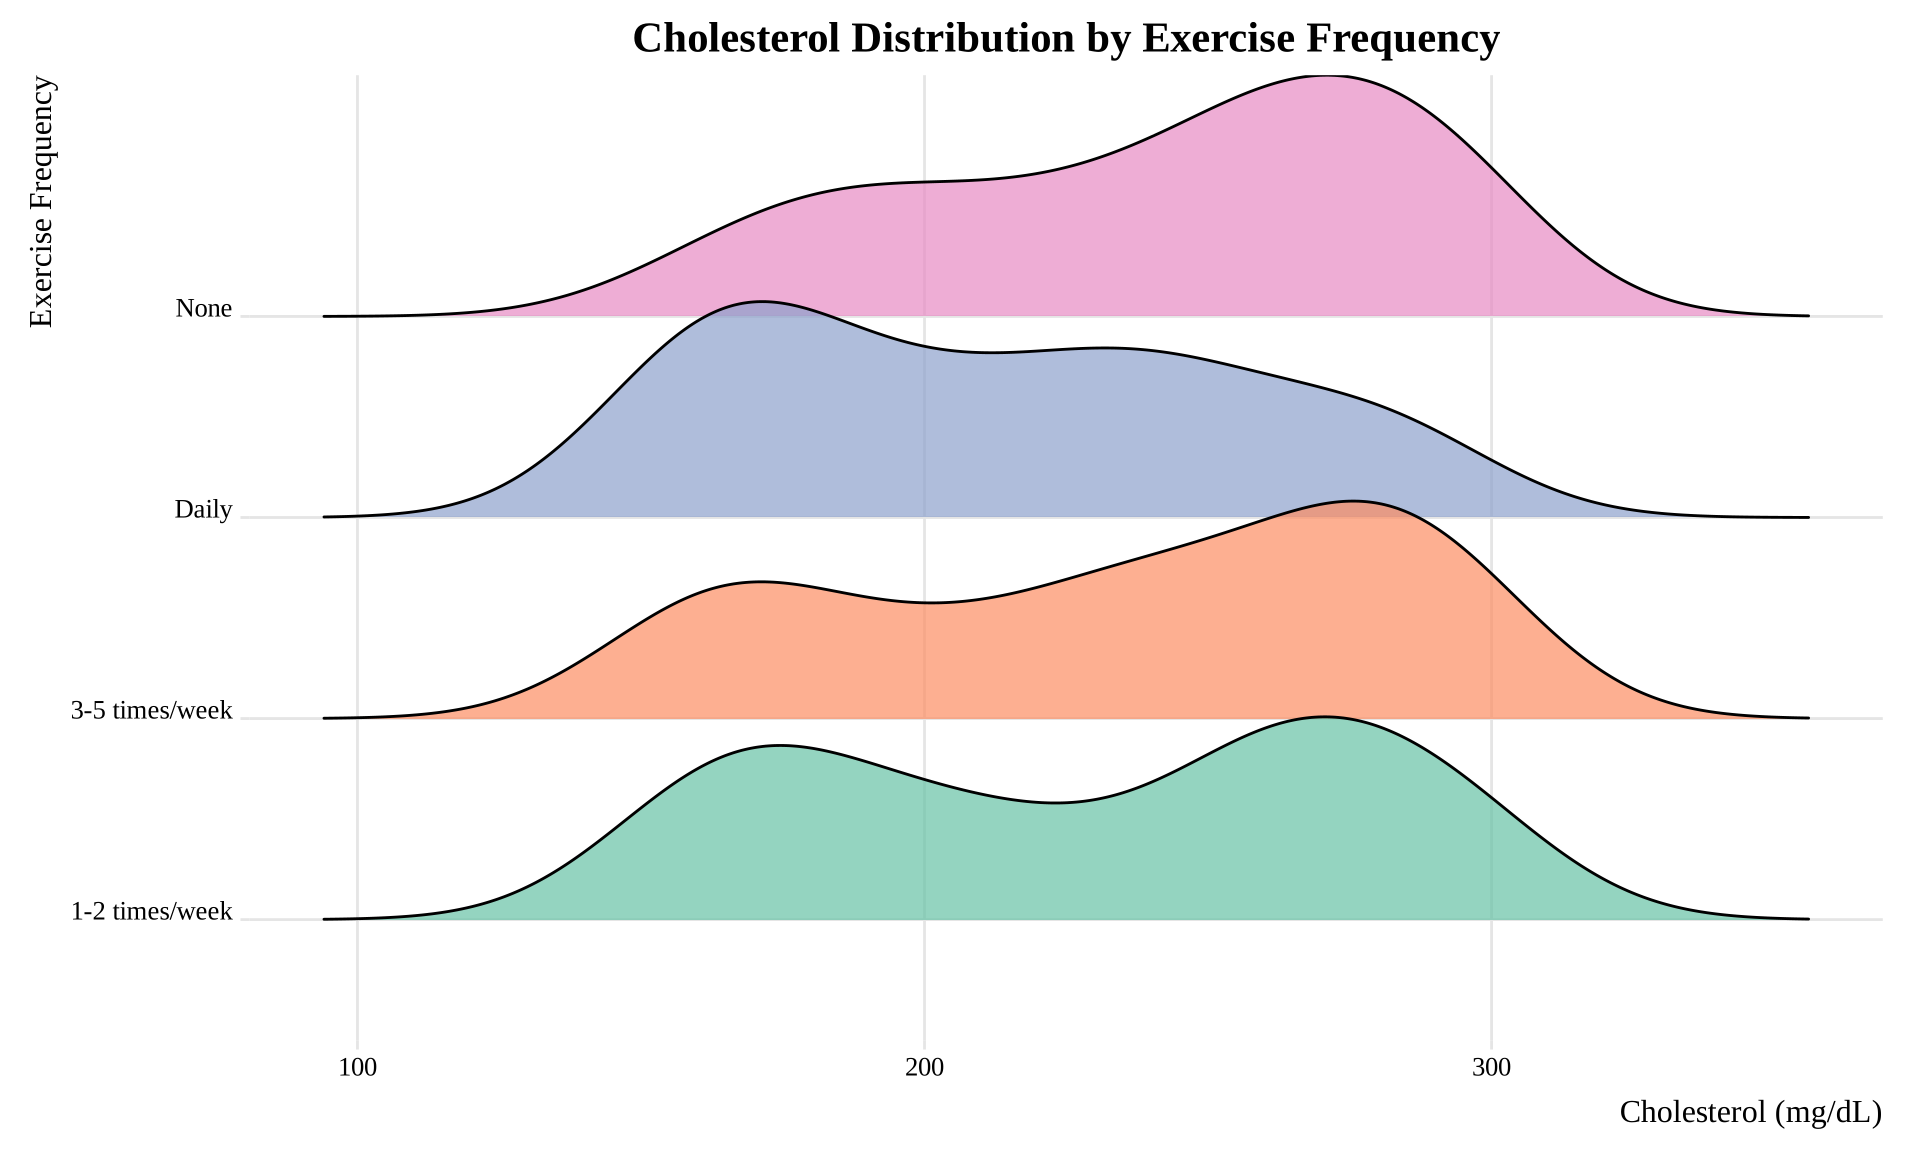 Cholesterol Distribution by Exercise Frequency
Exercise Frequency
None
Daily
3-5 times/week
1-2 times/week
100 200 300
Cholesterol (mg/dL)